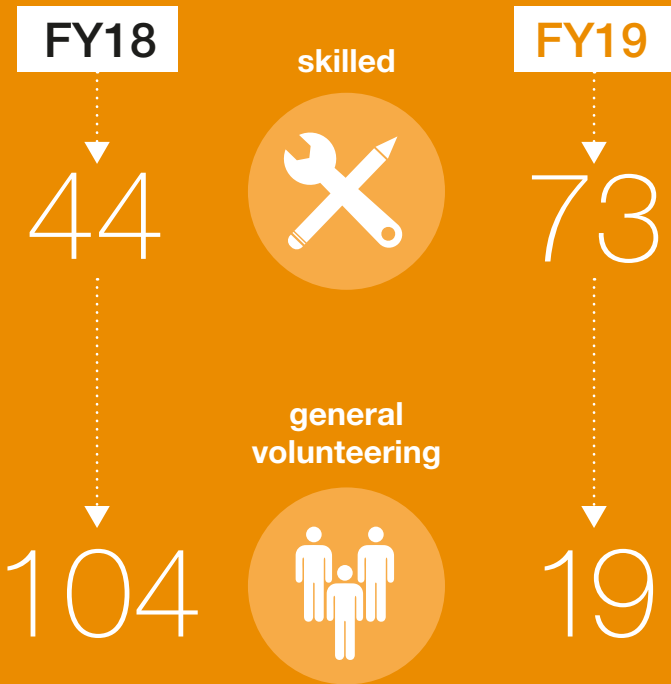 FY18
skilled
FY19
44
73
general
volunteering
104
19